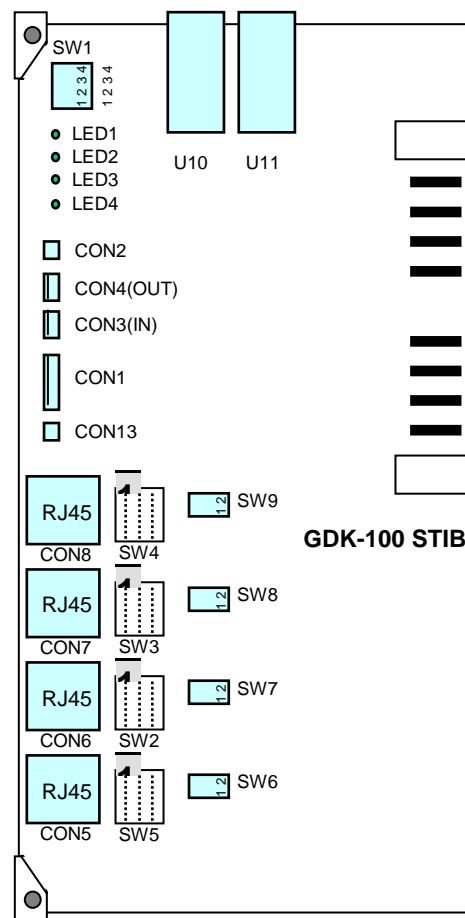 SW1
1 2 3 4
1 2 3 4
LED1
LED2
LED3
LED4
U10
U11
CON2
CON4(OUT)
CON3(IN)
CON1
CON13
RJ45
CON8
SW4
1 2
SW9
GDK-100 STIB
RJ45
CON7
SW3
1 2
SW8
RJ45
CON6
SW2
1 2
SW7
RJ45
CON5
SW5
1 2
SW6